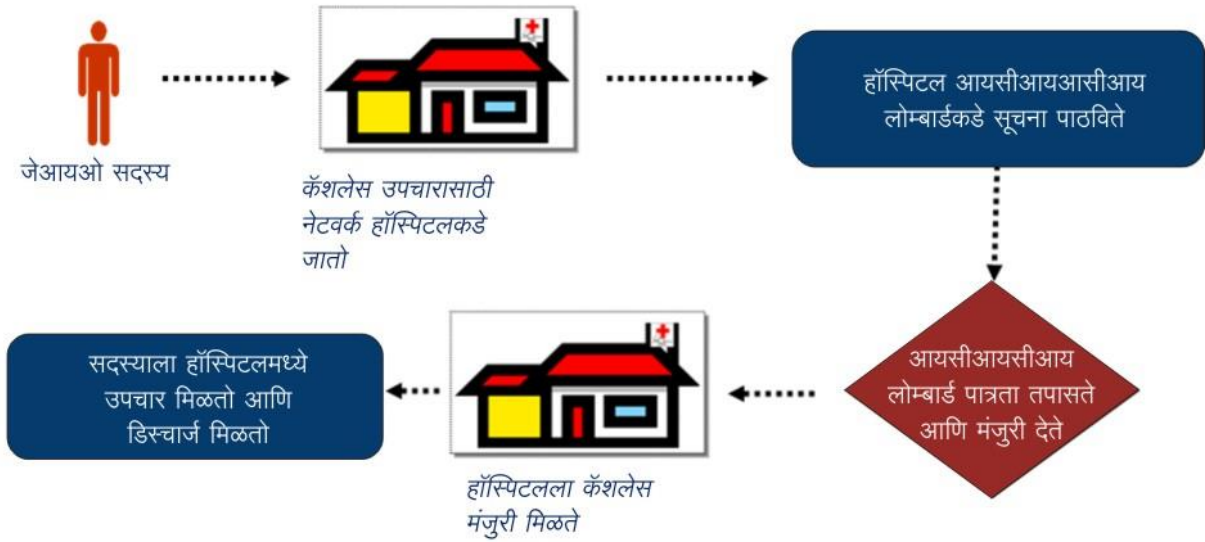 जेआयओ सदस्य
कॅशलेस उपचारासाठी
नेटवर्क हॉस्पिटलकडे
जातो
हॉस्पिटल आयसीआयआसीआय
लोम्बार्डकडे सूचना पाठविते
आयसीआयसीआय
लोम्बार्ड पात्रता तपासते
आणि मंजुरी देते
हॉस्पिटलला कॅशलेस
मंजुरी मिळते
सदस्याला हॉस्पिटलमध्ये
उपचार मिळतो आणि
डिस्चार्ज मिळतो